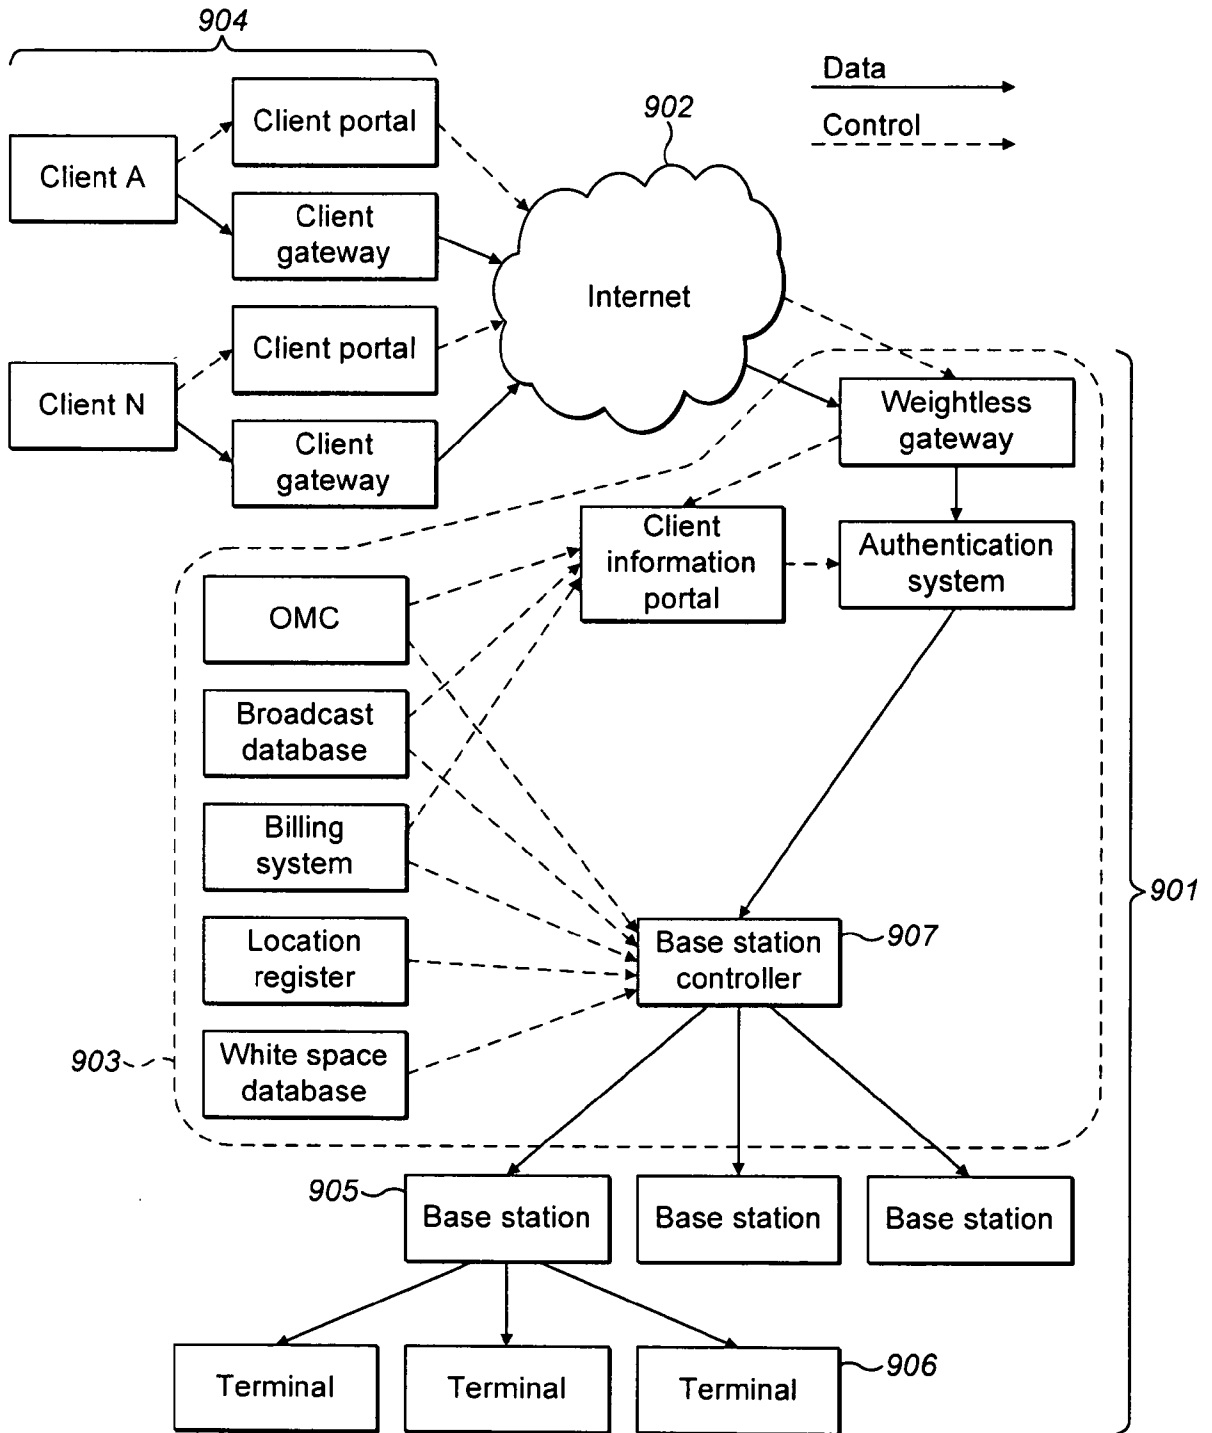 904
Data
Control
902
Client portal
Client A
Client
gateway
Internet
Client portal
Client N
Client
gateway
Weightless
gateway
Client
information
portal
Authentication
system
OMC
Broadcast
database
Billing
system
901
Location
register
Base station
controller
907
White space
database
903
905
Base station
Base station
Base station
Terminal
Terminal
Terminal
906